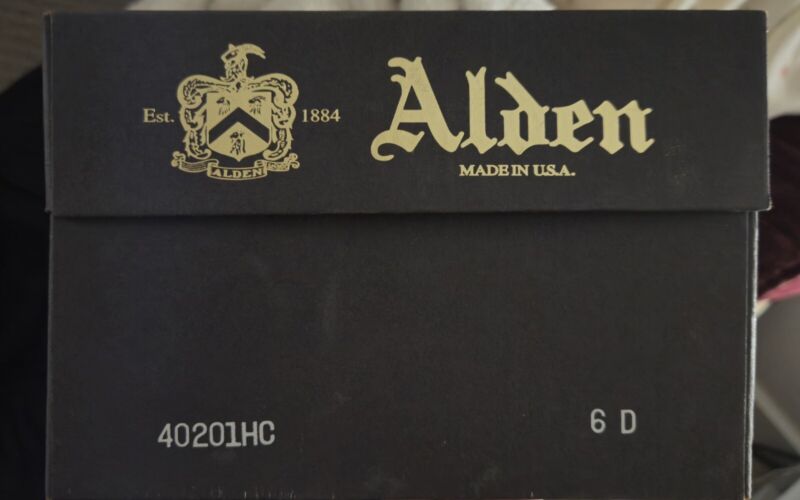 Est. 1884
ALDEN
Alden
MADE IN U.S.A.
40201HC 6 D